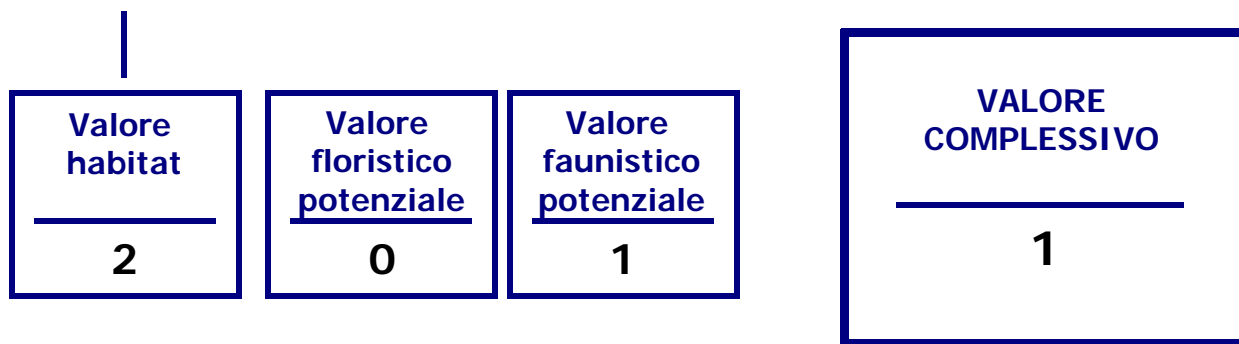 Valore
habitat
2
Valore
floristico
potenziale
0
Valore
faunistico
potenziale
1
VALORE
COMPLESSIVO
1